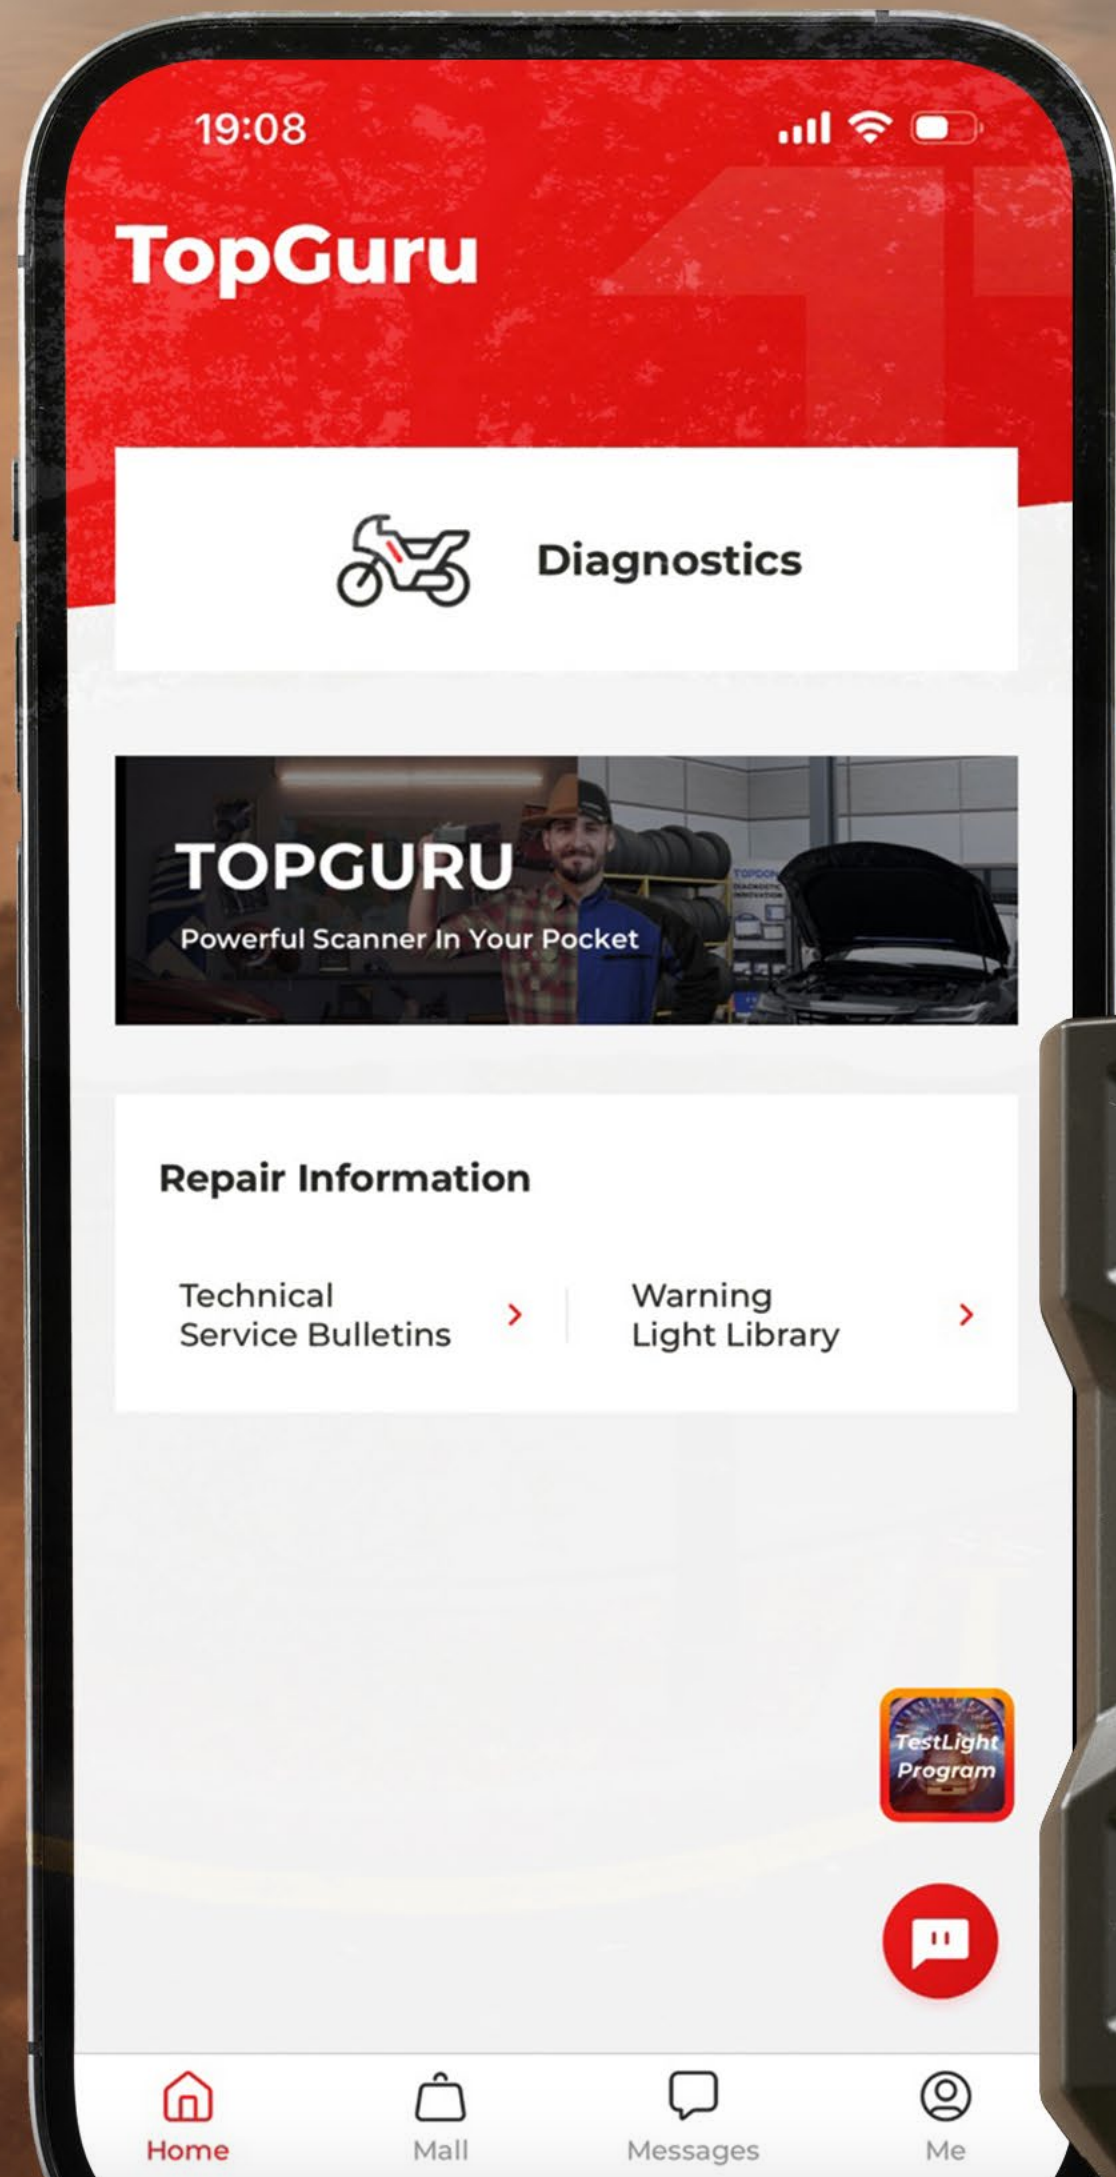 19:08
TopGuru
Diagnostics
TOPGURU
Powerful Scanner In Your Pocket
TOPDON
Repair Information
Technical
Service Bulletins
Warning
Light Library
TestLight
Program
Home
Mall
Messages
Me